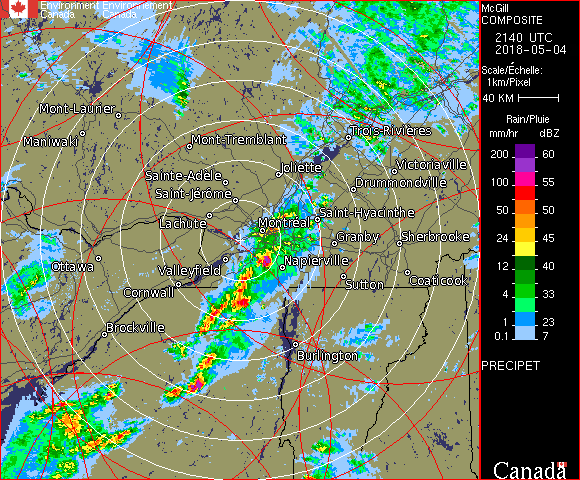 Environment Environnement
Canada Canada
McGill
COMPOSITE
2140 UTC
2018-05-04
Scale/Échelle:
1km/Pixel
40 KM
Rain/Pluie
mm/hr dBZ
200 60
100 55
50 50
24 45
12 40
4 33
1 23
0.1 7
PRECIPET
Canada
Mont-Laurier
Maniwaki
Mont-Tremblant
Trois-Rivières
Joliette
Victoriaville
Sainte-Adèle
Drummondville
Saint-Jérôme
Saint-Hyacinthe
Lachute
Montréal
Granby
Sherbrooke
Ottawa
Valleyfield
Napierville
Coaticook
Sutton
Cornwall
Brockville
Burlington